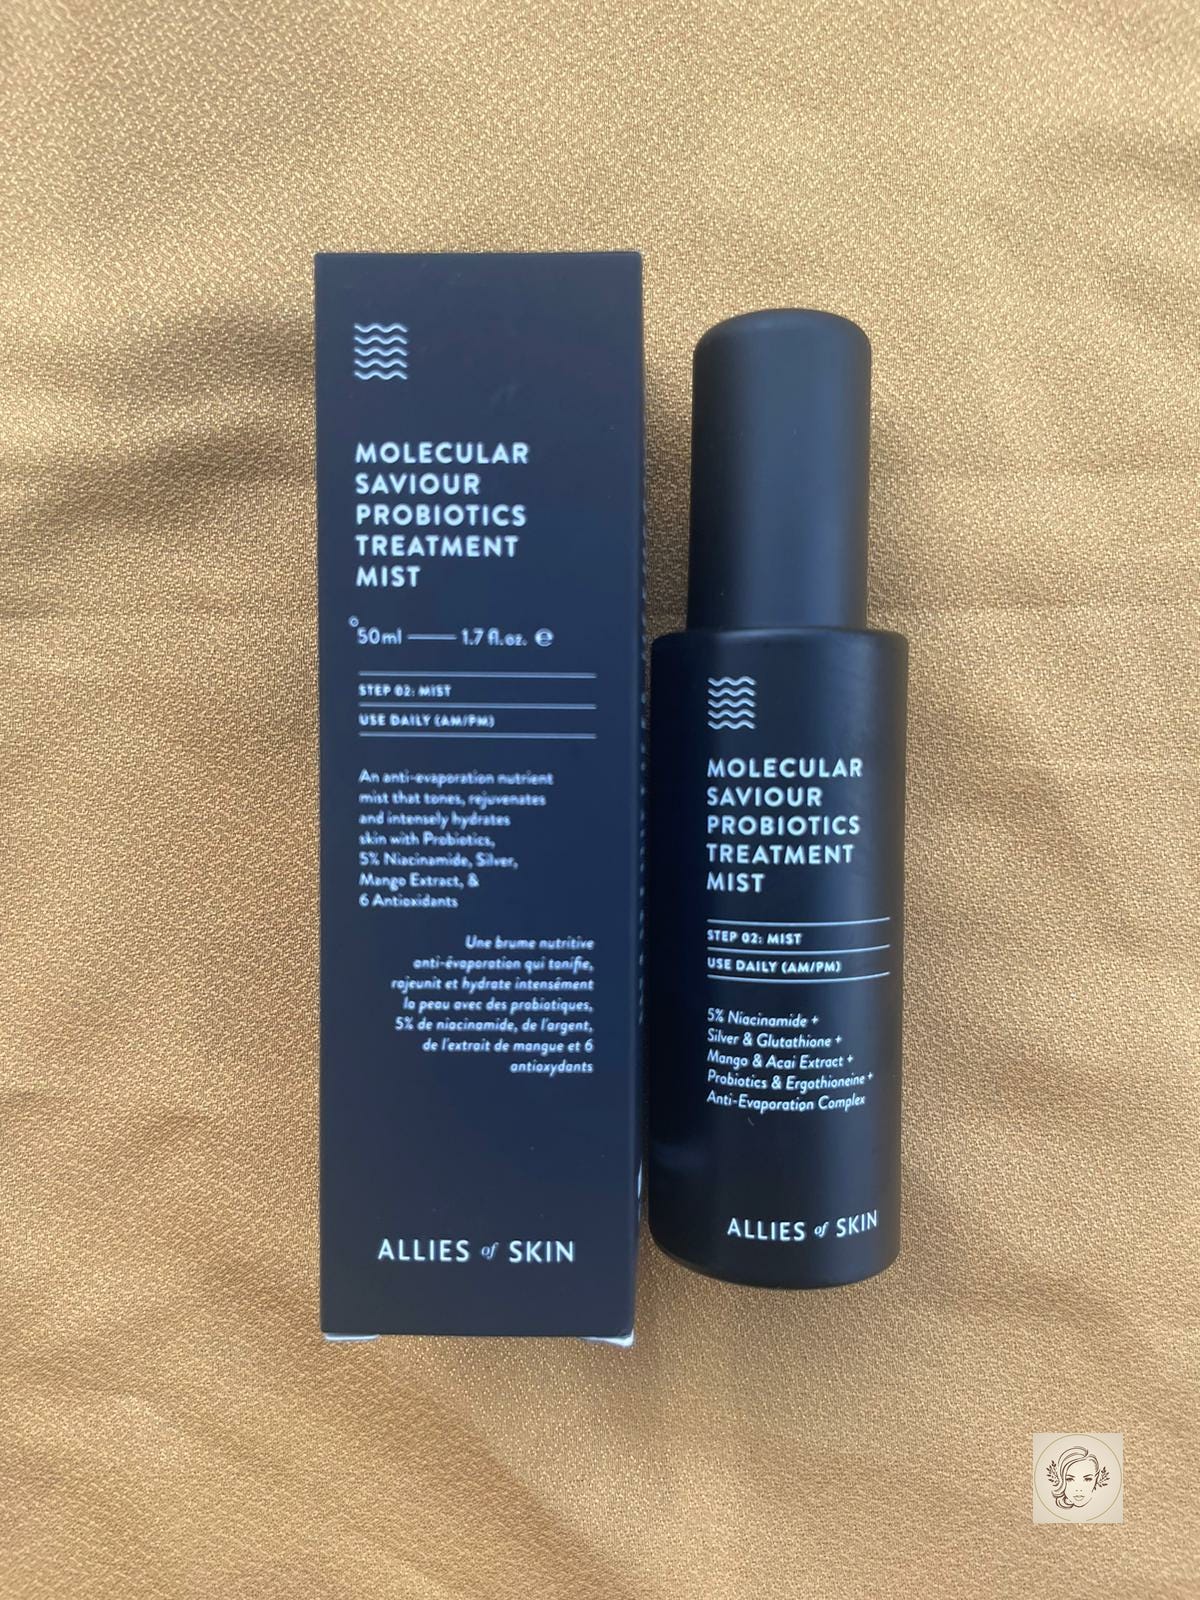 MOLECULAR
SAVIOUR
PROBIOTICS
TREATMENT
MIST
50ml — 1.7 fl.oz. ℮
STEP 02: MIST
USE DAILY (AM/PM)
An anti-evaporation nutrient
mist that tones, rejuvenates
and intensely hydrates
skin with Probiotics,
5% Niacinamide, Silver,
Mango Extract, &
6 Antioxidants
Une brume nutritive
anti-évaporation qui tonifie,
rajeunit et hydrate intensément
la peau avec des probiotiques,
5% de niacinamide, de l'argent,
de l'extrait de mangue et 6
antioxydants
ALLIES of SKIN
MOLECULAR
SAVIOUR
PROBIOTICS
TREATMENT
MIST
STEP 02: MIST
USE DAILY (AM/PM)
5% Niacinamide +
Silver & Glutathione +
Mango & Acai Extract +
Probiotics & Ergothioneine +
Anti-Evaporation Complex
ALLIES of SKIN